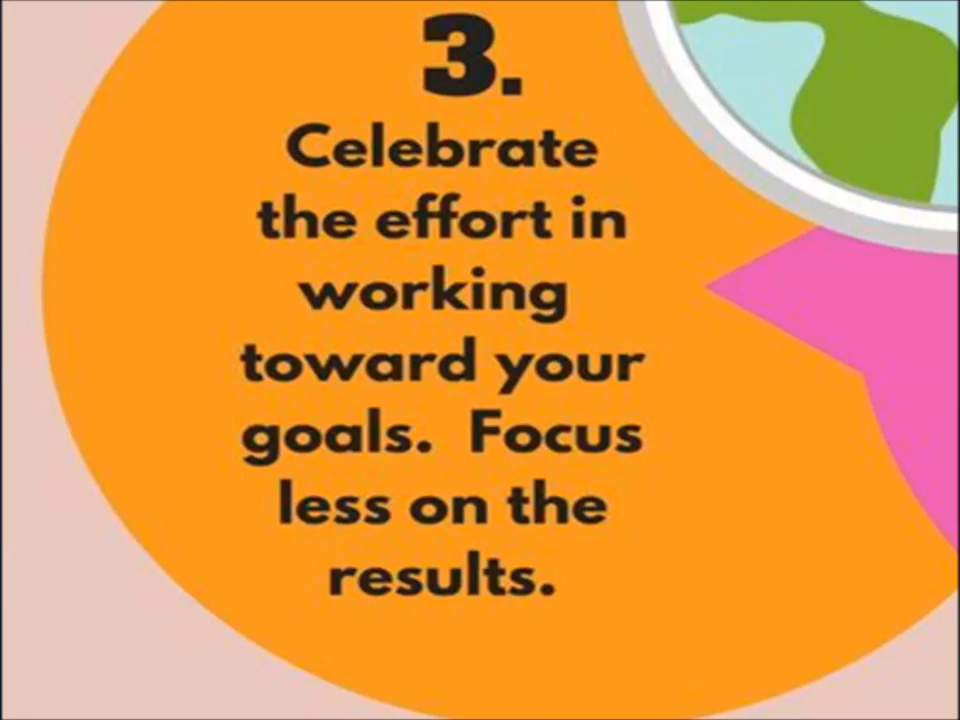 3.
Celebrate
the effort in
working
toward your
goals.  Focus
less on the
results.